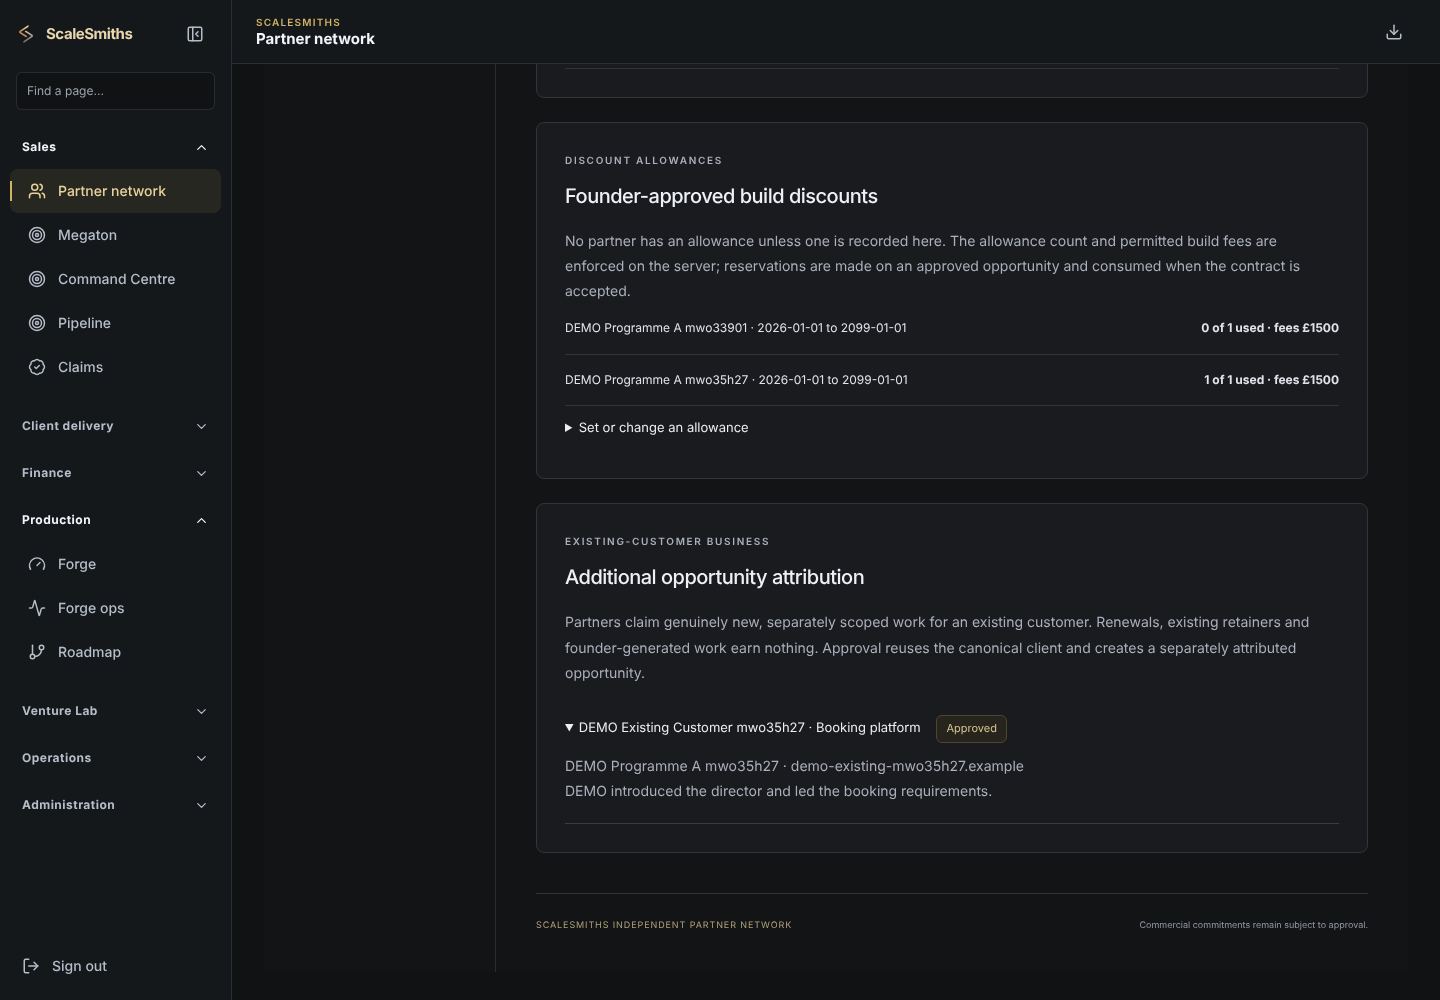 ScaleSmiths
Find a page...
Sales
Partner network
Megaton
Command Centre
Pipeline
Claims
Client delivery
Finance
Production
Forge
Forge ops
Roadmap
Venture Lab
Operations
Administration
Sign out
SCALESMITHS
Partner network
DISCOUNT ALLOWANCES
Founder-approved build discounts
No partner has an allowance unless one is recorded here. The allowance count and permitted build fees are
enforced on the server; reservations are made on an approved opportunity and consumed when the contract is
accepted.
DEMO Programme A mwo33901 · 2026-01-01 to 2099-01-01 0 of 1 used · fees £1500
DEMO Programme A mwo35h27 · 2026-01-01 to 2099-01-01 1 of 1 used · fees £1500
Set or change an allowance
EXISTING-CUSTOMER BUSINESS
Additional opportunity attribution
Partners claim genuinely new, separately scoped work for an existing customer. Renewals, existing retainers and
founder-generated work earn nothing. Approval reuses the canonical client and creates a separately attributed
opportunity.
DEMO Existing Customer mwo35h27 · Booking platform Approved
DEMO Programme A mwo35h27 · demo-existing-mwo35h27.example
DEMO introduced the director and led the booking requirements.
SCALESMITHS INDEPENDENT PARTNER NETWORK Commercial commitments remain subject to approval.